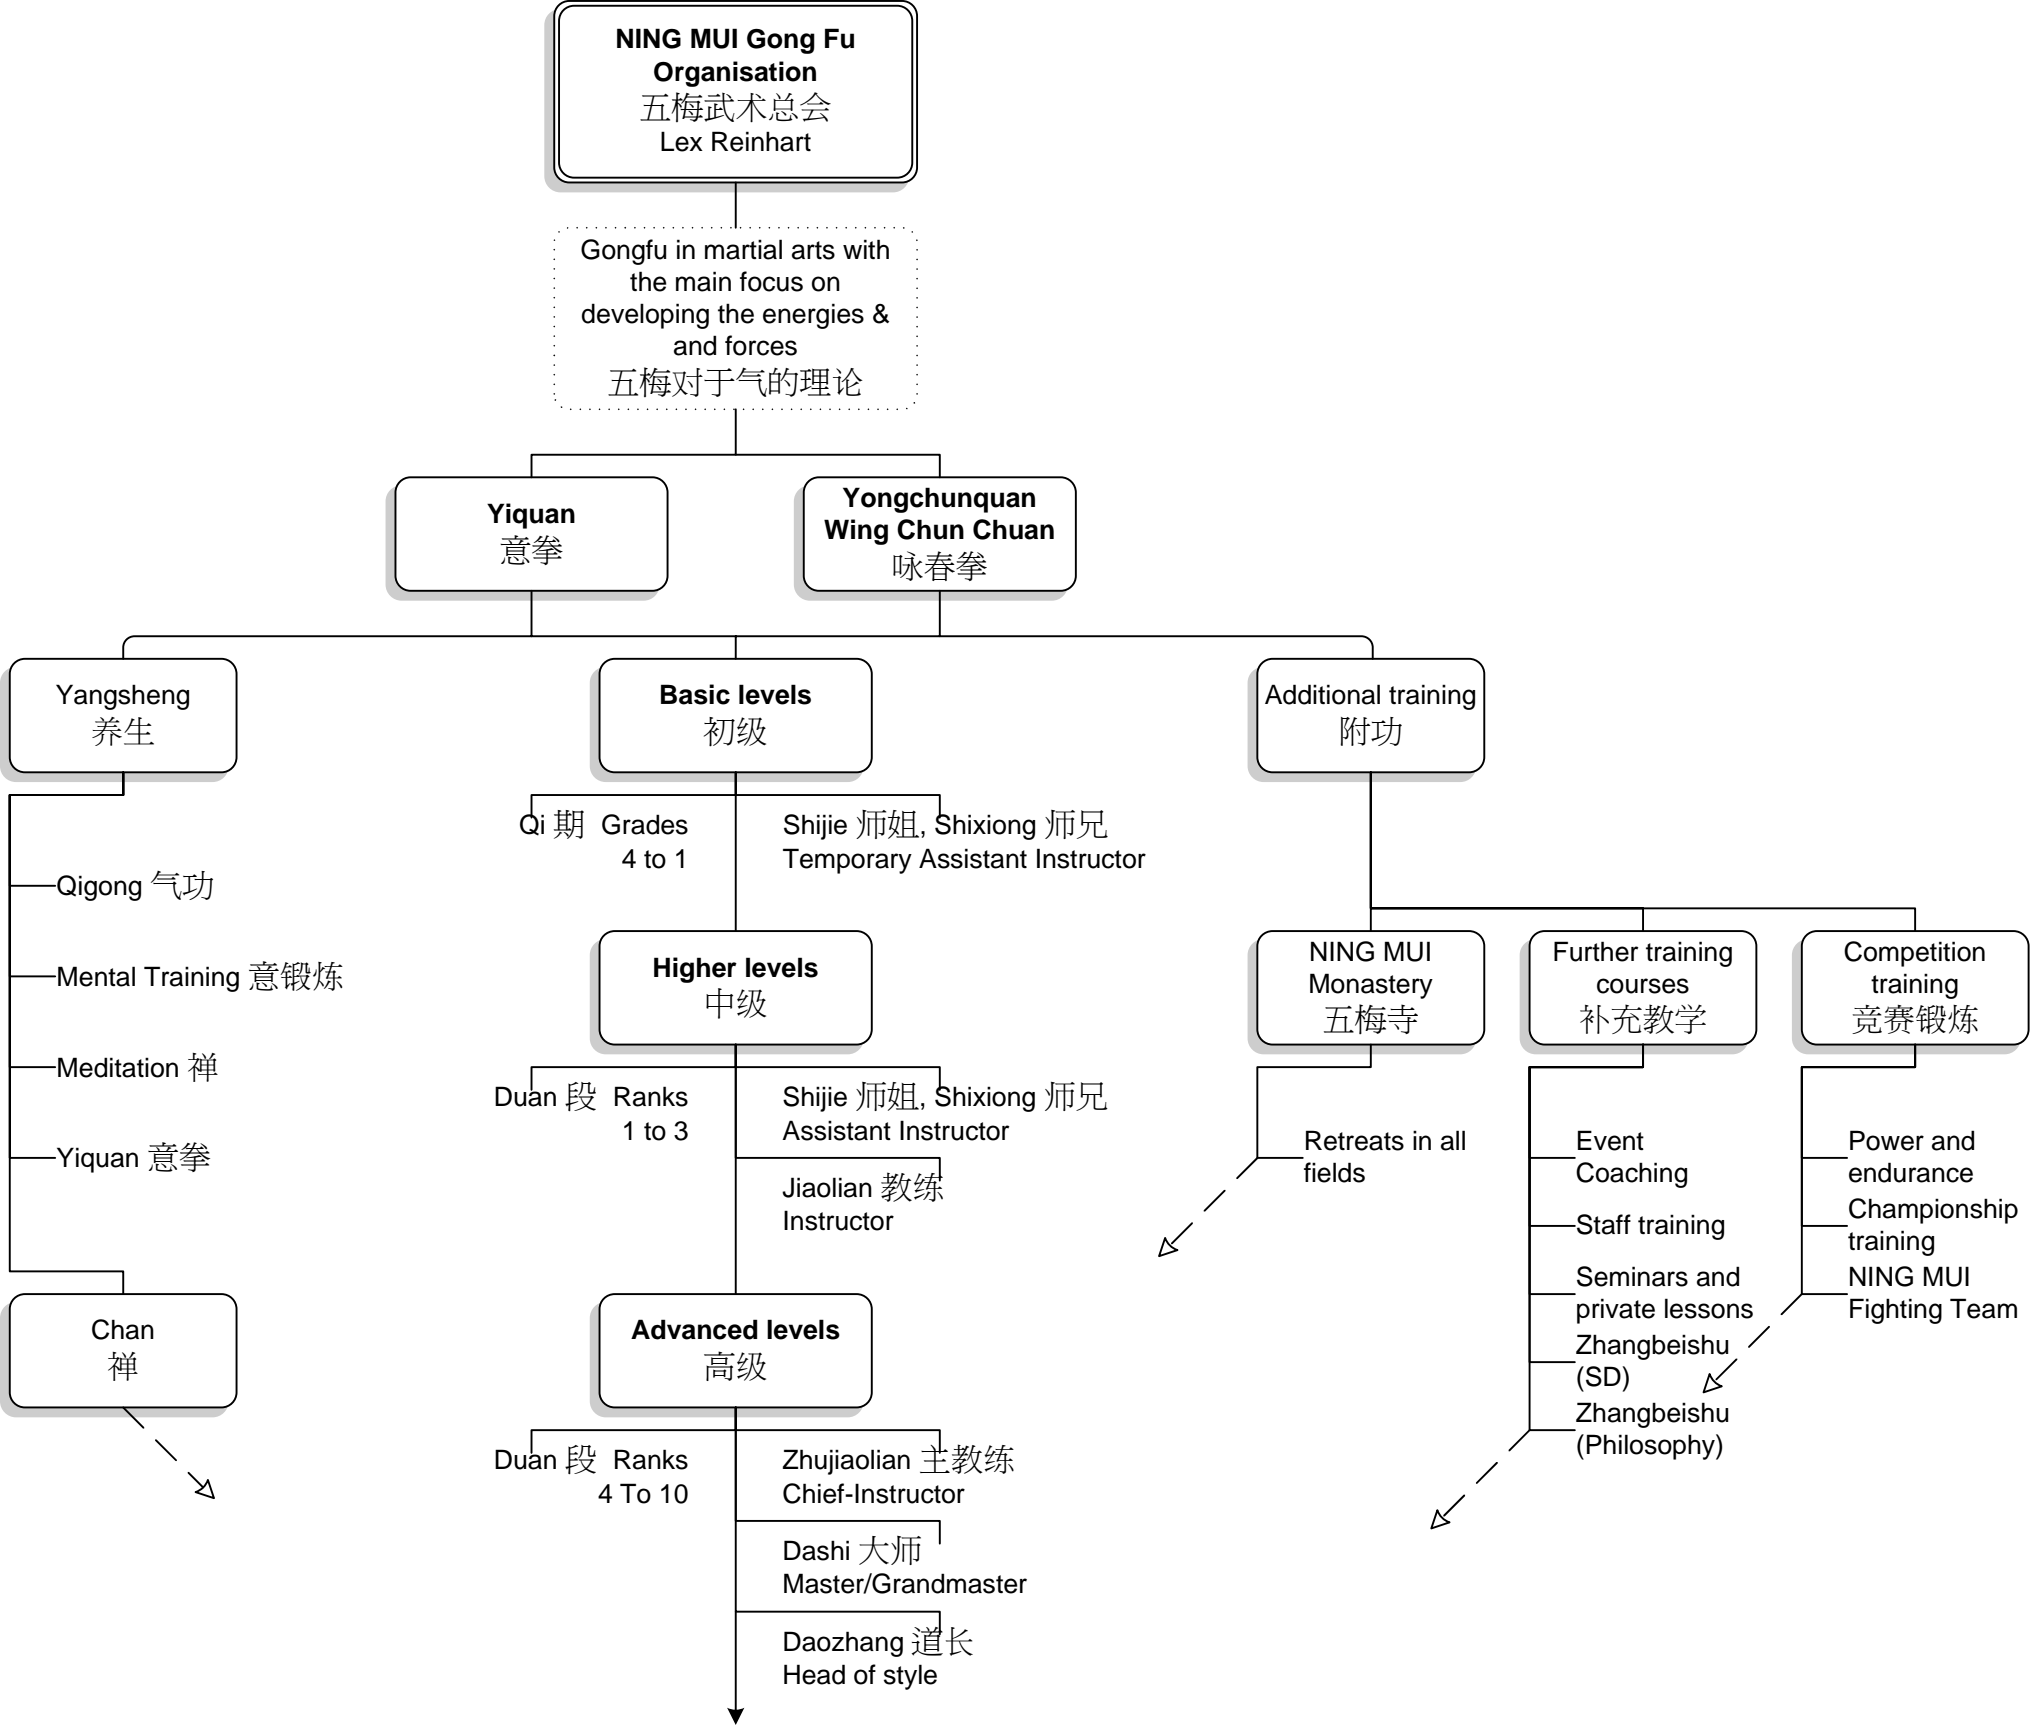 NING MUI Gong Fu
Organisation
五梅武术总会
Lex Reinhart
Gongfu in martial arts with
the main focus on
developing the energies &
and forces
五梅对于气的理论
Yiquan
意拳
Yongchunquan
Wing Chun Chuan
咏春拳
Yangsheng
养生
Basic levels
初级
Additional training
附功
Qi 期 Grades
4 to 1
Shijie 师姐, Shixiong 师兄
Temporary Assistant Instructor
Qigong 气功
Mental Training 意锻炼
Meditation 禅
Yiquan 意拳
Chan
禅
Higher levels
中级
Duan 段 Ranks
1 to 3
Shijie 师姐, Shixiong 师兄
Assistant Instructor
Jiaolian 教练
Instructor
Advanced levels
高级
Duan 段 Ranks
4 To 10
Zhujiaolian 主教练
Chief-Instructor
Dashi 大师
Master/Grandmaster
Daozhang 道长
Head of style
NING MUI
Monastery
五梅寺
Retreats in all
fields
Further training
courses
补充教学
Event
Coaching
Staff training
Seminars and
private lessons
Zhangbeishu
(SD)
Zhangbeishu
(Philosophy)
Competition
training
竞赛锻炼
Power and
endurance
Championship
training
NING MUI
Fighting Team